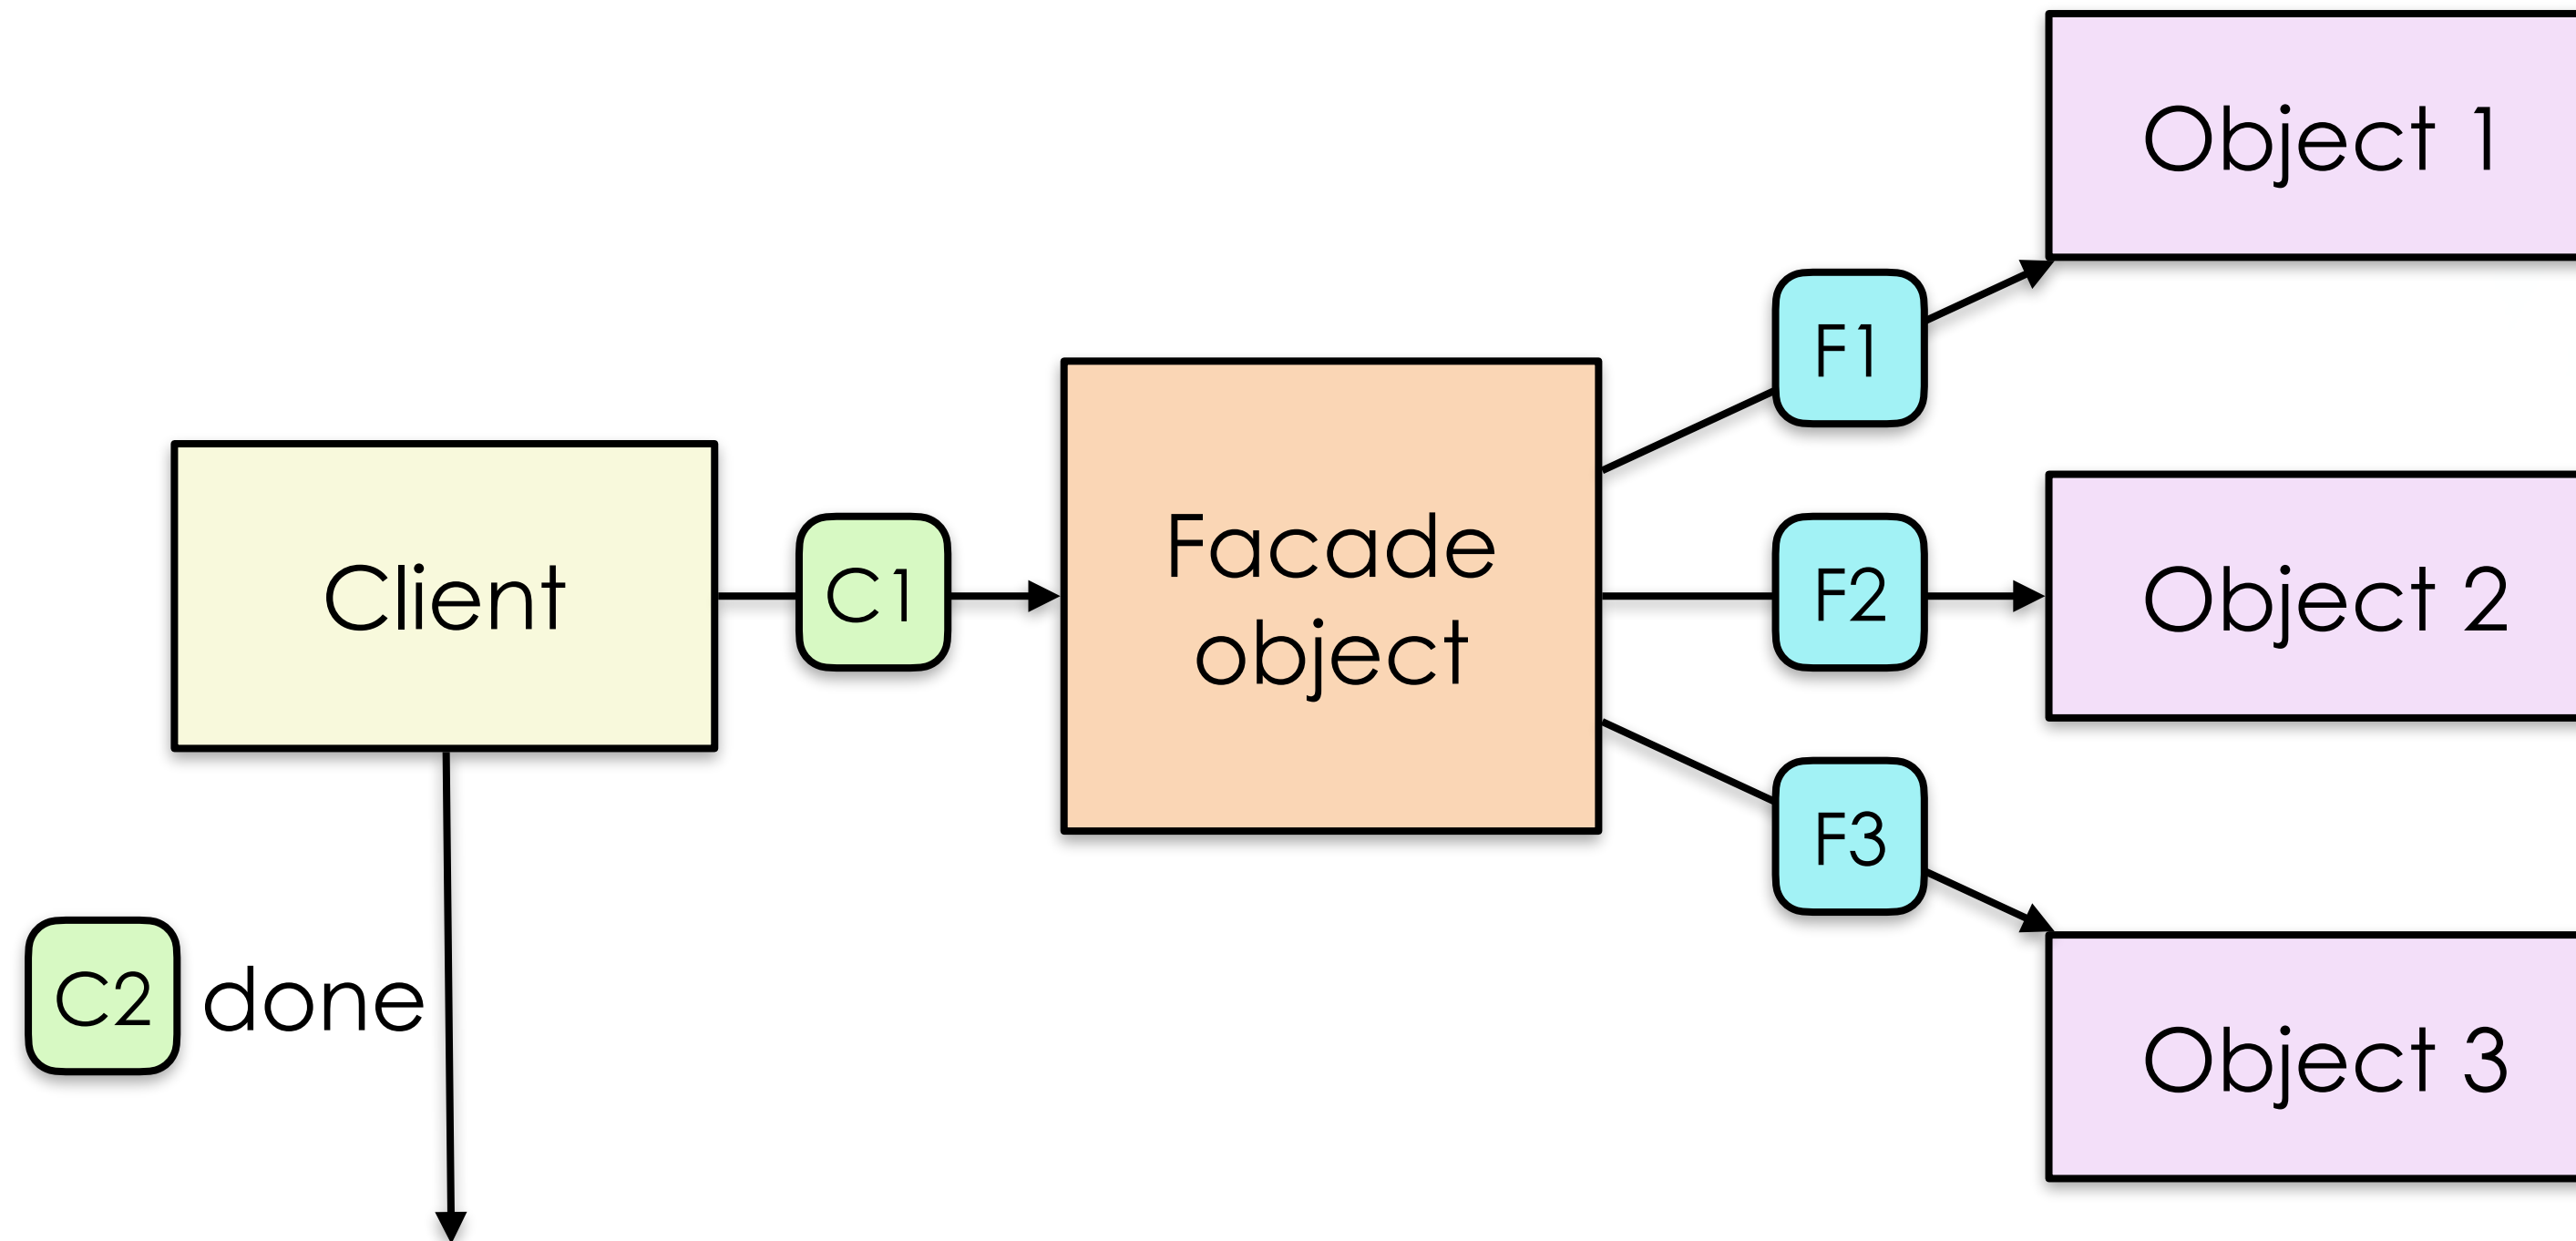 Object 1
F1
Client
C1
Facade
object
F2
Object 2
F3
C2 done
Object 3